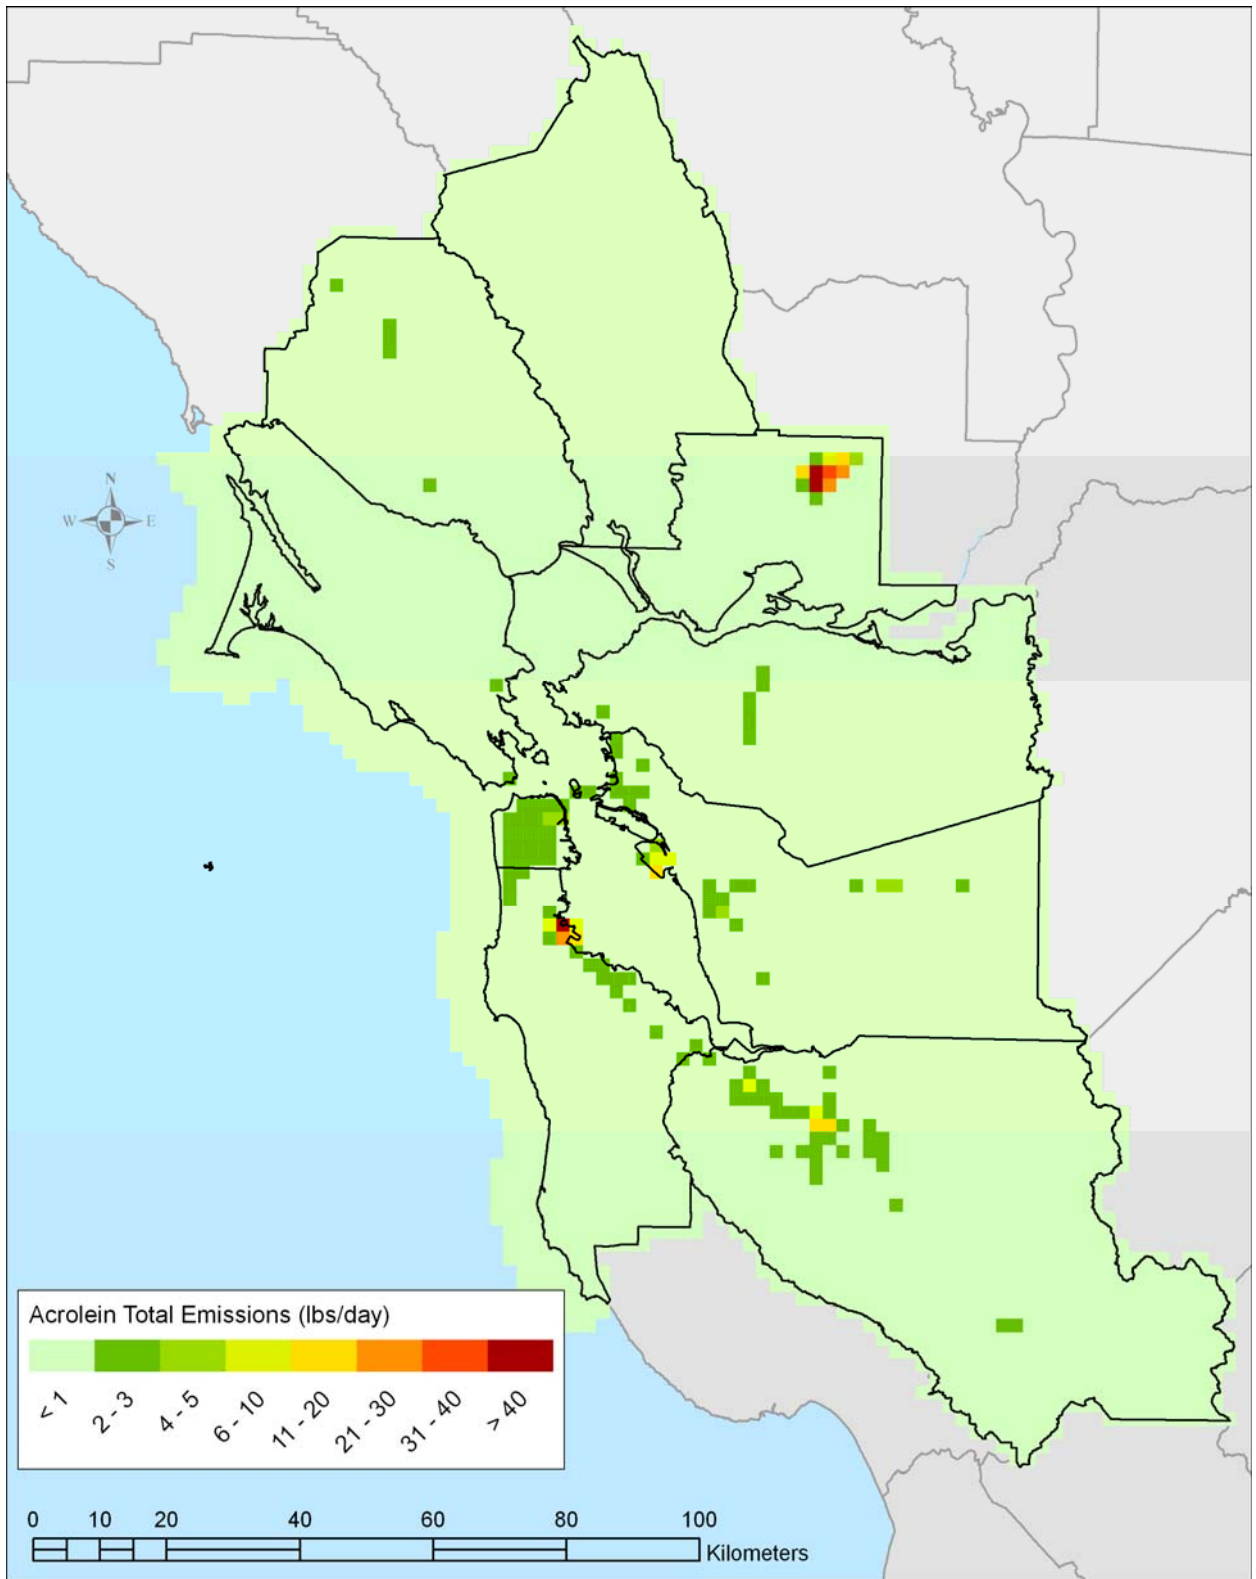 N
W E
S
Acrolein Total Emissions (lbs/day)
< 1 2 - 3 4 - 5 6 - 10 11 - 20 21 - 30 31 - 40 > 40
0 10 20 40 60 80 100
Kilometers